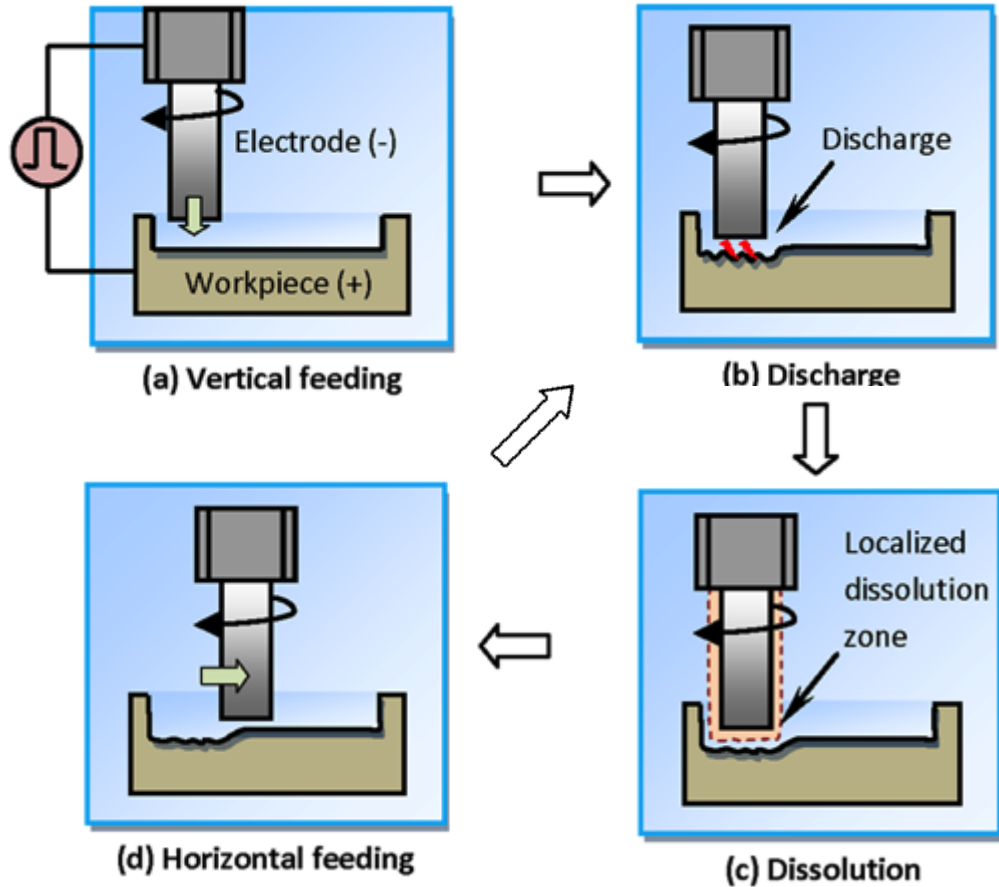 Electrode (-)
Workpiece (+)
(a) Vertical feeding
Discharge
(b) Discharge
Localized
dissolution
zone
(c) Dissolution
(d) Horizontal feeding